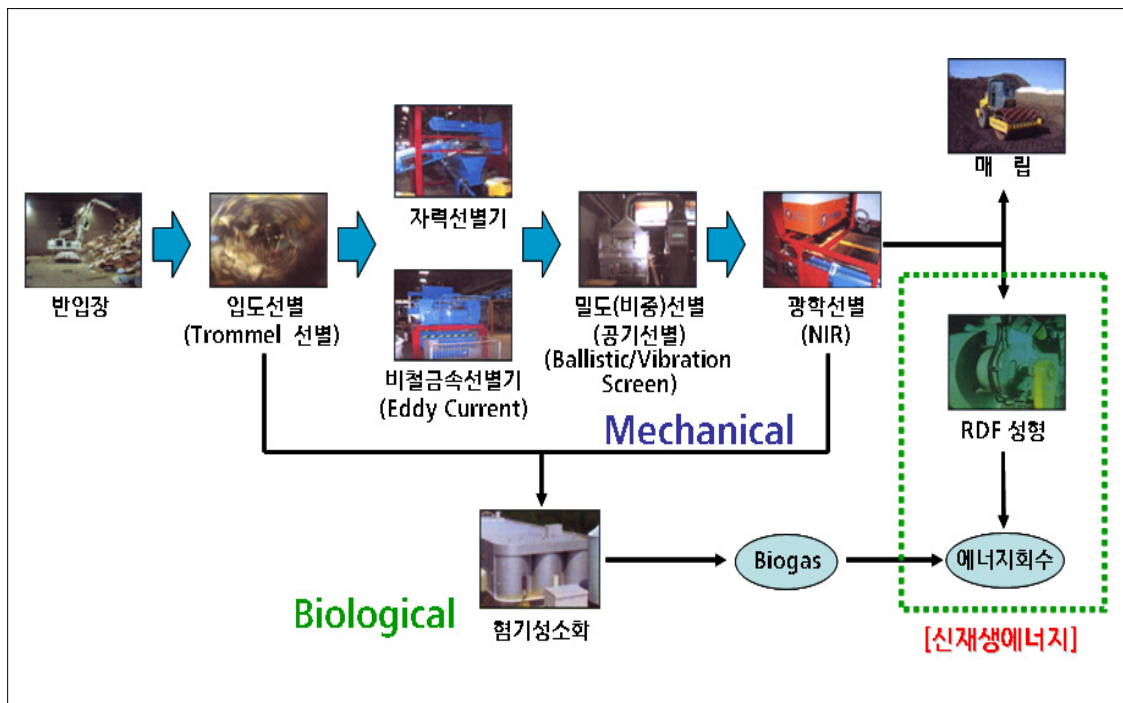 매 립
자력선별기
반입장
입도선별
(Trommel 선별)
비철금속선별기
(Eddy Current)
밀도(비중)선별
(공기선별)
(Ballistic/Vibration
Screen)
광학선별
(NIR)
Mechanical
RDF 성형
Biological
혐기성소화
Biogas
에너지회수
[신재생에너지]